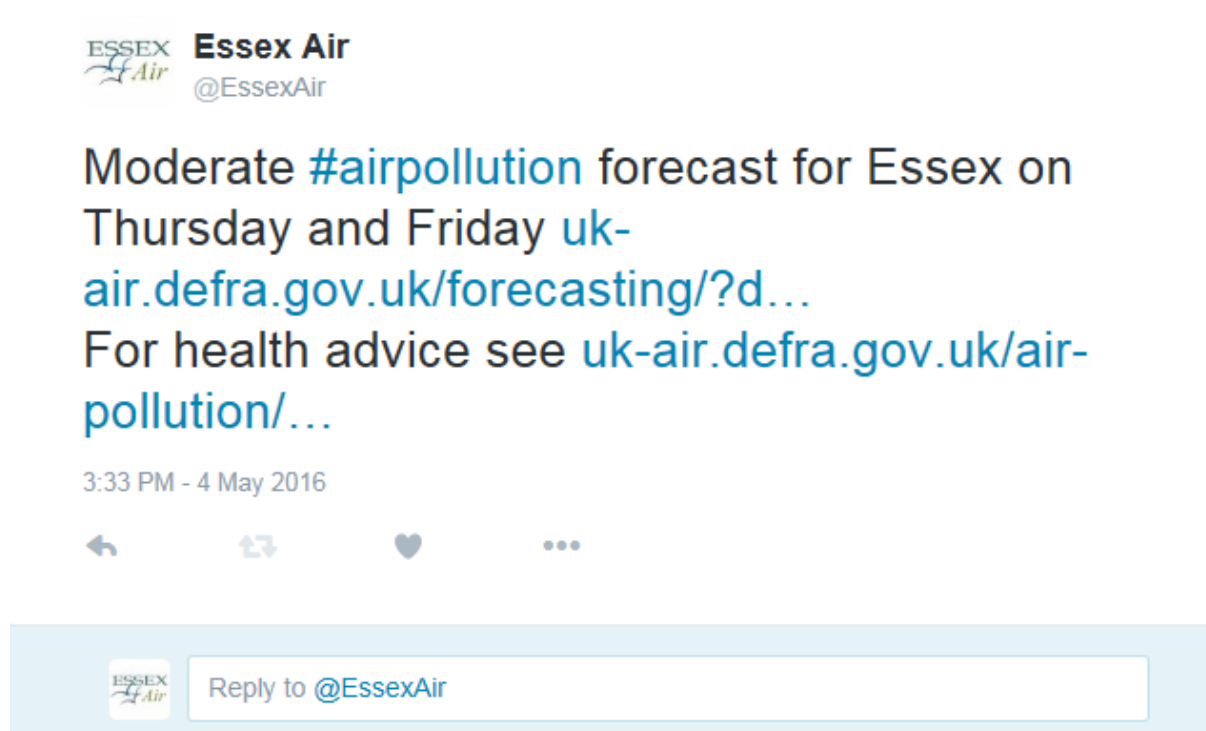 ESSEX
Air
Essex Air
@EssexAir
Moderate #airpollution forecast for Essex on
Thursday and Friday uk-
air.defra.gov.uk/forecasting/?d…
For health advice see uk-air.defra.gov.uk/air-
pollution/…
3:33 PM - 4 May 2016
ESSEX
Air
Reply to @EssexAir